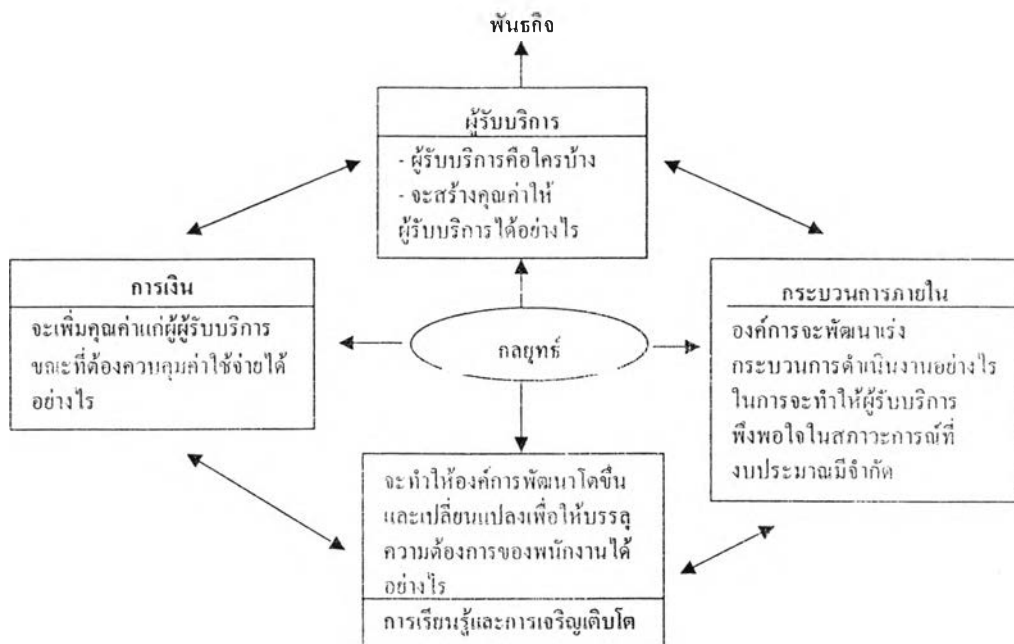 พันธกิจ
ผู้รับบริการ
- ผู้รับบริการคือใครบ้าง
- จะสร้างคุณค่าให้
ผู้รับบริการได้อย่างไร
การเงิน
จะเพิ่มคุณค่าแก่ผู้ผู้รับบริการ
ขณะที่ต้องควบคุมค่าใช้จ่ายได้
อย่างไร
กลยุทธ์
กระบวนการภายใน
องค์การจะพัฒนาเร่ง
กระบวนการดำเนินงานอย่างไร
ในการจะทำให้ผู้รับบริการ
พึงพอใจในสภาวะการณ์ที่
งบประมาณมีจำกัด
จะทำให้องค์การพัฒนาโตขึ้น
และเปลี่ยนแปลงเพื่อให้บรรลุ
ความต้องการของพนักงานได้
อย่างไร
การเรียนรู้และการเจริญเติบโต